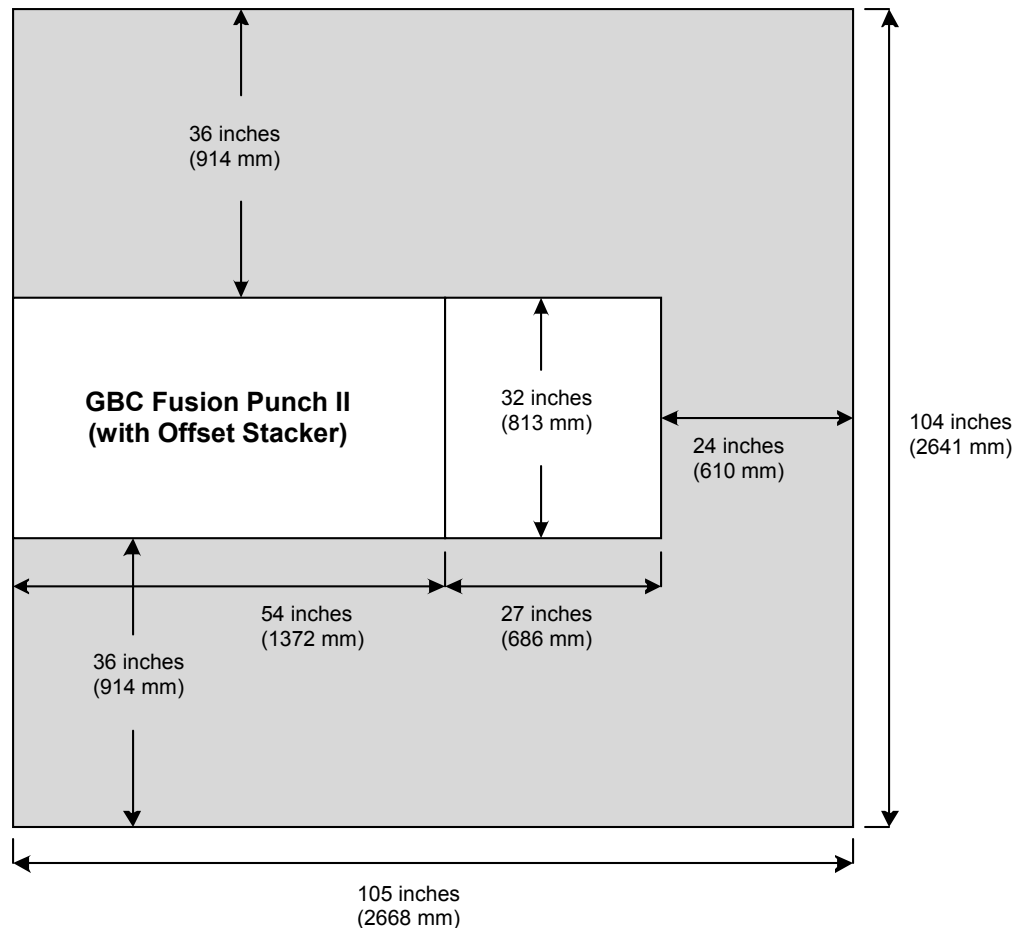 36 inches
(914 mm)
GBC Fusion Punch II
(with Offset Stacker)
32 inches
(813 mm)
24 inches
(610 mm)
104 inches
(2641 mm)
54 inches
(1372 mm)
27 inches
(686 mm)
36 inches
(914 mm)
105 inches
(2668 mm)